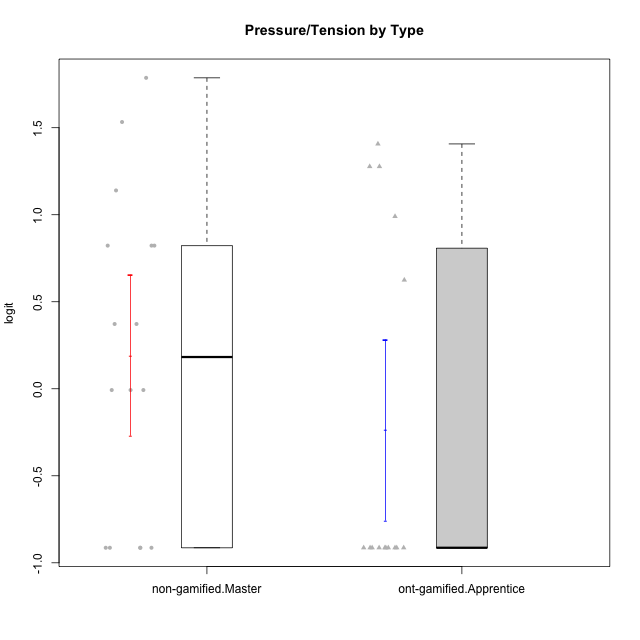 Pressure/Tension by Type
logit
1.5
1.0
0.5
0.0
-0.5
-1.0
non-gamified.Master
ont-gamified.Apprentice